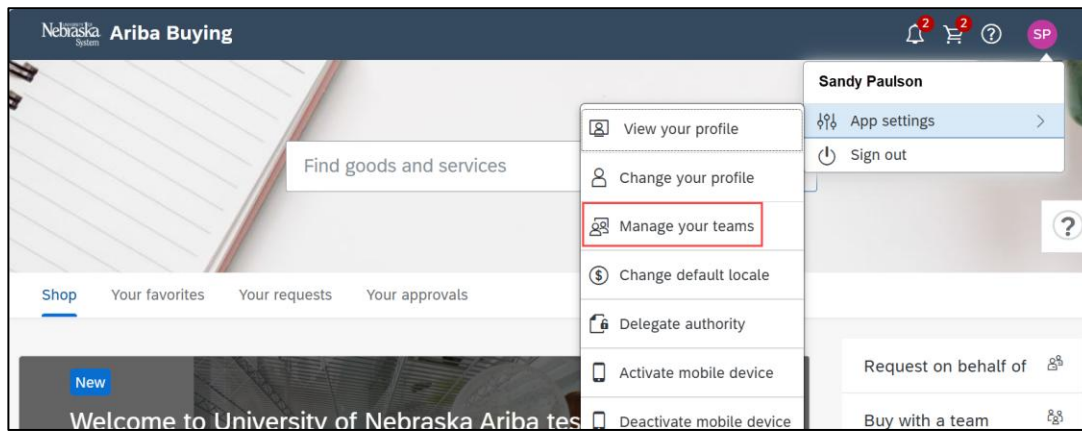 Nebraska
System
Ariba Buying
2
2
SP
Sandy Paulson
App settings
Sign out
View your profile
Change your profile
Manage your teams
Change default locale
Delegate authority
Activate mobile device
Deactivate mobile device
Find goods and services
?
Shop Your favorites Your requests Your approvals
New
Welcome to University of Nebraska Ariba tes
Request on behalf of
Buy with a team